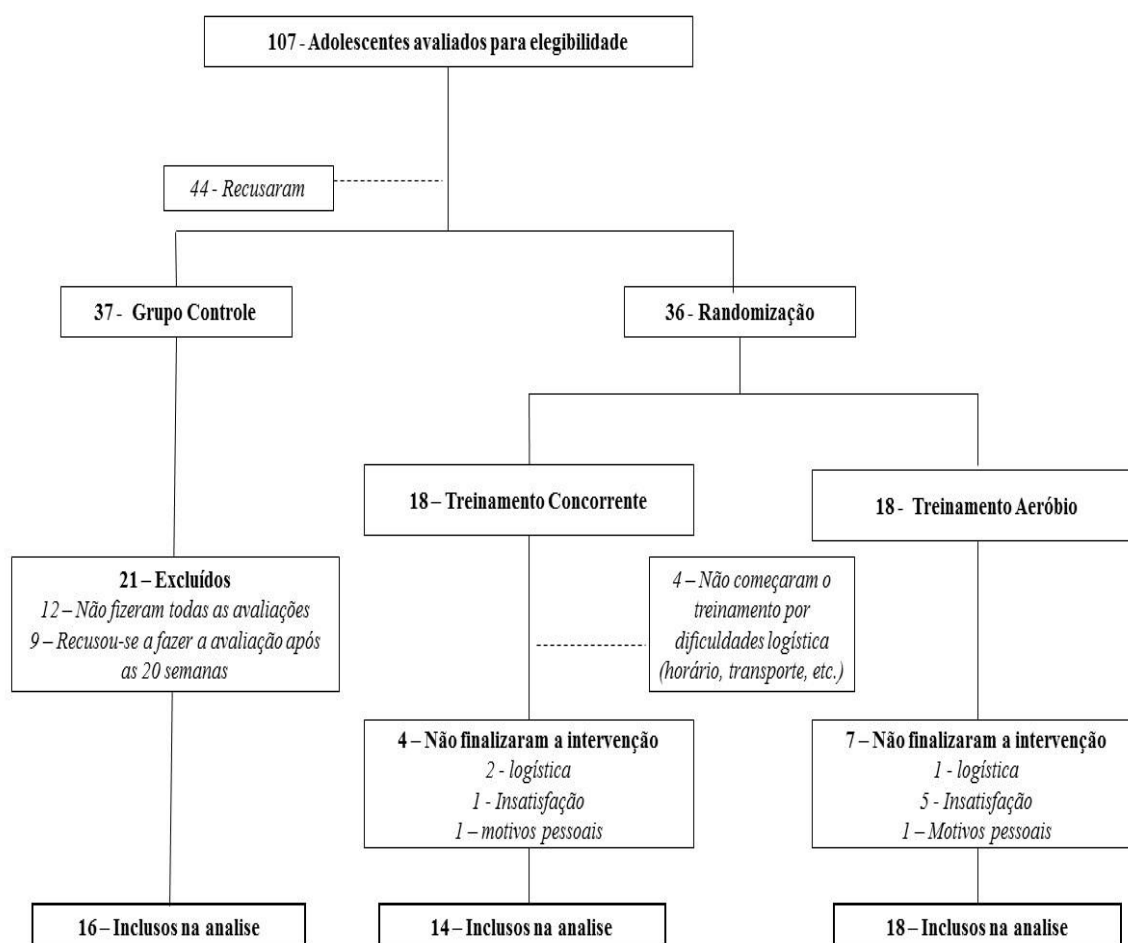 107 - Adolescentes avaliados para elegibilidade
44 - Recusaram
37 - Grupo Controle
36 - Randomização
18 – Treinamento Concorrente
18 - Treinamento Aeróbio
21 – Excluídos
12 – Não fizeram todas as avaliações
9 – Recusou-se a fazer a avaliação após
as 20 semanas
4 – Não começaram o
treinamento por
dificuldades logística
(horário, transporte, etc.)
4 – Não finalizaram a intervenção
2 - logística
1 - Insatisfação
1 – motivos pessoais
7 – Não finalizaram a intervenção
1 - logística
5 - Insatisfação
1 – Motivos pessoais
16 – Inclusos na analise
14 – Inclusos na analise
18 – Inclusos na analise